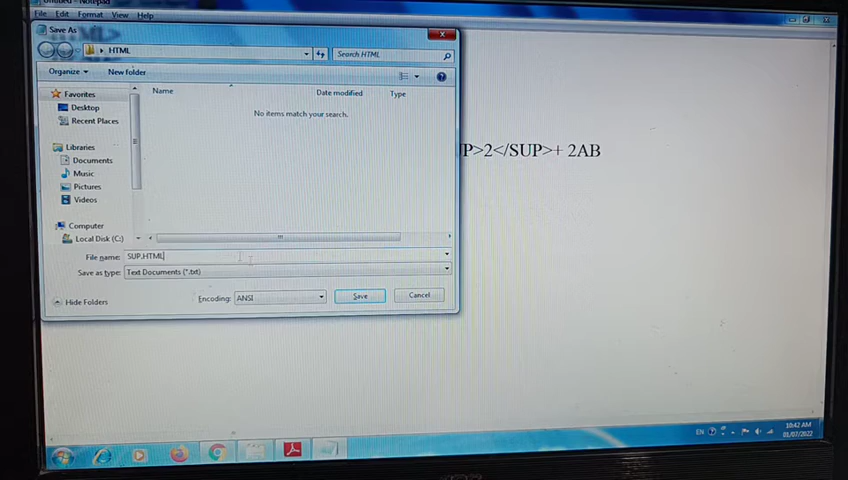 Untitled - Notepad
File Edit Format View Help
Save As
HTML
Search HTML
Organize New folder
Name Date modified Type
Favorites
Desktop
Recent Places
No items match your search.
Libraries
Documents
Music
Pictures
Videos
P>2</SUP>+ 2AB
Computer
Local Disk (C:)
File name: SUP.HTML
Save as type: Text Documents (*.txt)
Hide Folders
Encoding: ANSI
Save Cancel
EN
10:42 AM
01/07/2022